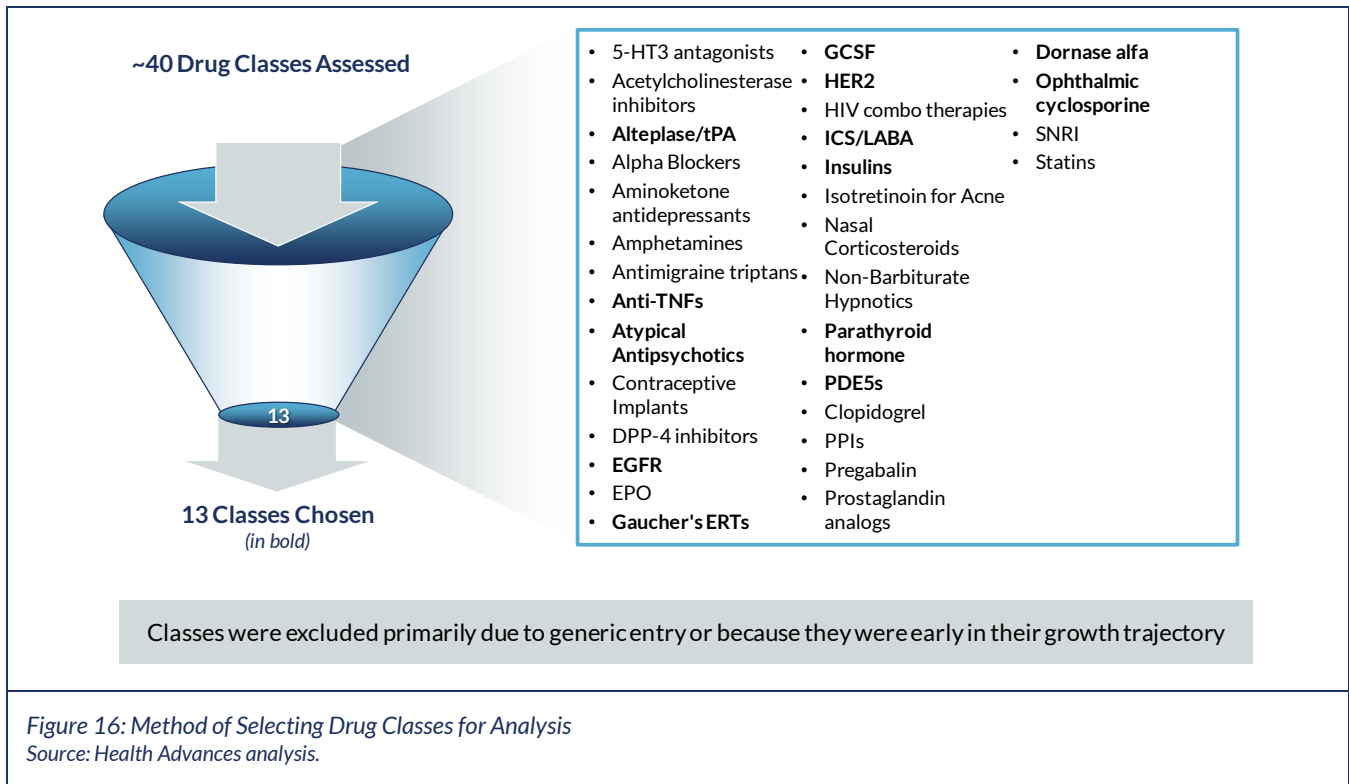 ~40 Drug Classes Assessed
13
13 Classes Chosen
(in bold)
• 5-HT3 antagonists
• Acetylcholinesterase
inhibitors
• Alteplase/tPA
• Alpha Blockers
• Aminoketone
antidepressants
• Amphetamines
• Antimigraine triptans
• Anti-TNFs
• Atypical
Antipsychotics
• Contraceptive
Implants
• DPP-4 inhibitors
• EGFR
• EPO
• Gaucher's ERTs
• GCSF
• HER2
• HIV combo therapies
• ICS/LABA
• Insulins
• Isotretinoin for Acne
• Nasal
Corticosteroids
• Non-Barbiturate
Hypnotics
• Parathyroid
hormone
• PDE5s
• Clopidogrel
• PPIs
• Pregabalin
• Prostaglandin
analogs
• Dornase alfa
• Ophthalmic
cyclosporine
• SNRI
• Statins
Classes were excluded primarily due to generic entry or because they were early in their growth trajectory
Figure 16: Method of Selecting Drug Classes for Analysis
Source: Health Advances analysis.